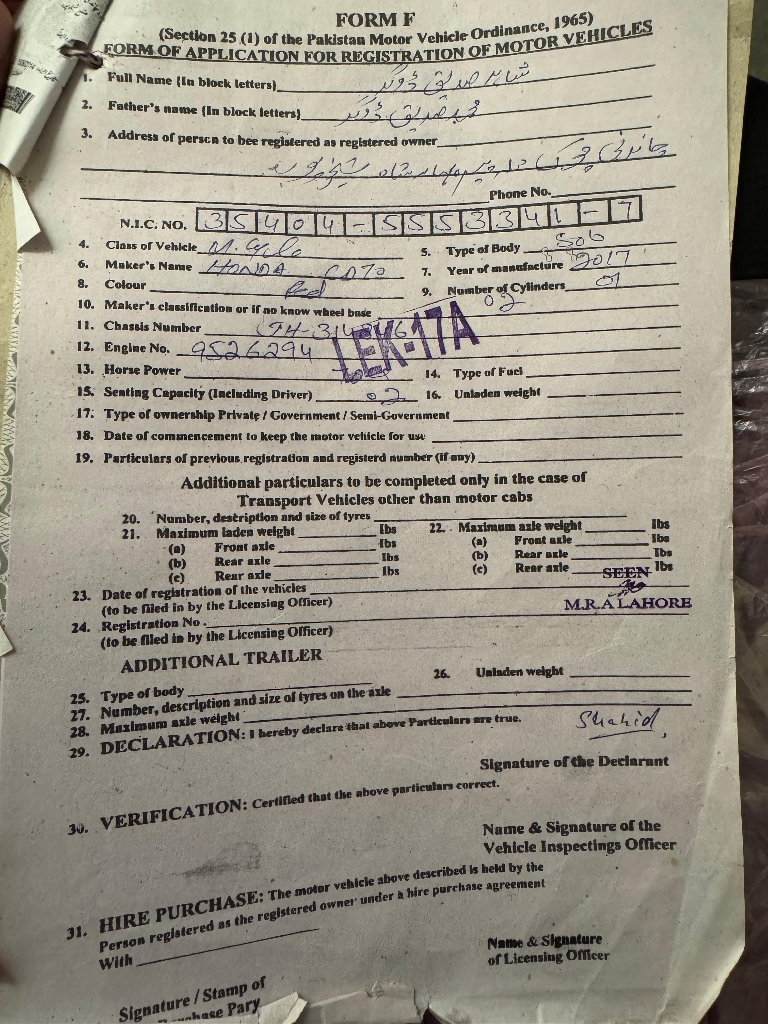 FORM F
(Section 25 (1) of the Pakistan Motor Vehicle Ordinance, 1965)
FORM OF APPLICATION FOR REGISTRATION OF MOTOR VEHICLES
1. Full Name (In block letters) شاہد صدیق ڈوگر
2. Father's name (In block letters) محمد صدیق ڈوگر
3. Address of person to bee registered as registered owner
Phone No.
N.I.C. NO. 35404-5553341-7
4. Class of Vehicle M. Cycle 5. Type of Body Sob
6. Maker's Name HONDA CD70 7. Year of manufacture 2017
8. Colour Red 9. Number of Cylinders 01
10. Maker's classification or if no know wheel base 02
11. Chassis Number
12. Engine No. 9526294
LEK-17A
13. Horse Power 14. Type of Fuel
15. Seating Capacity (Including Driver) 02 16. Unladen weight
17. Type of ownership Private / Government / Semi-Government
18. Date of commencement to keep the motor vehicle for use
19. Particulars of previous registration and registerd number (if any)
Additional particulars to be completed only in the case of
Transport Vehicles other than motor cabs
20. Number, description and size of tyres
21. Maximum laden weight lbs 22. Maximum axle weight lbs
(a) Front axle lbs (a) Front axle lbs
(b) Rear axle lbs (b) Rear axle lbs
(c) Rear axle lbs (c) Rear axle lbs
SEEN
23. Date of registration of the vehicles
(to be filed in by the Licensing Officer)
M.R.A LAHORE
24. Registration No.
(to be filed in by the Licensing Officer)
ADDITIONAL TRAILER
25. Type of body 26. Unladen weight
27. Number, description and size of tyres on the axle
28. Maximum axle weight
29. DECLARATION: I hereby declare that above Particulars are true.
Shahid
Signature of the Declarant
30. VERIFICATION: Certified that the above particulars correct.
Name & Signature of the
Vehicle Inspectings Officer
31. HIRE PURCHASE: The motor vehicle above described is held by the
Person registered as the registered owner under a hire purchase agreement
With
Name & Signature
of Licensing Officer
Signature / Stamp of
Pary